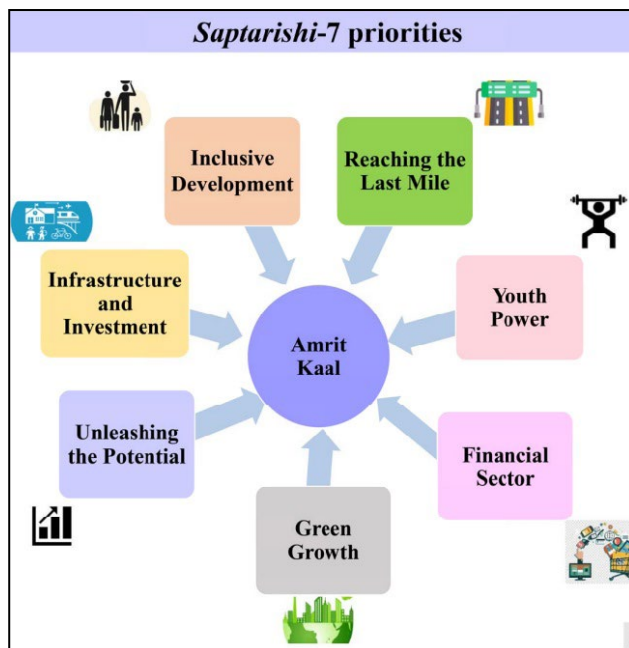 Saptarishi-7 priorities
Inclusive
Development
Reaching the
Last Mile
Infrastructure
and
Investment
Youth
Power
Amrit
Kaal
Unleashing
the Potential
Financial
Sector
Green
Growth